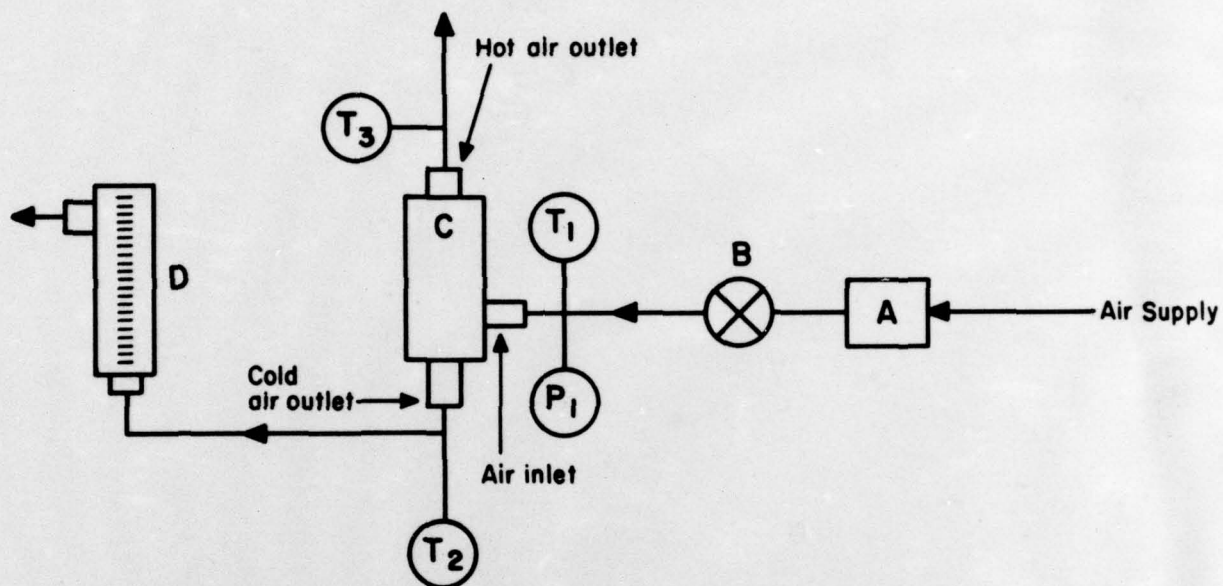 Hot air outlet
T3
C
T1
B
D
A
Air Supply
Cold
air outlet
P1
Air inlet
T2